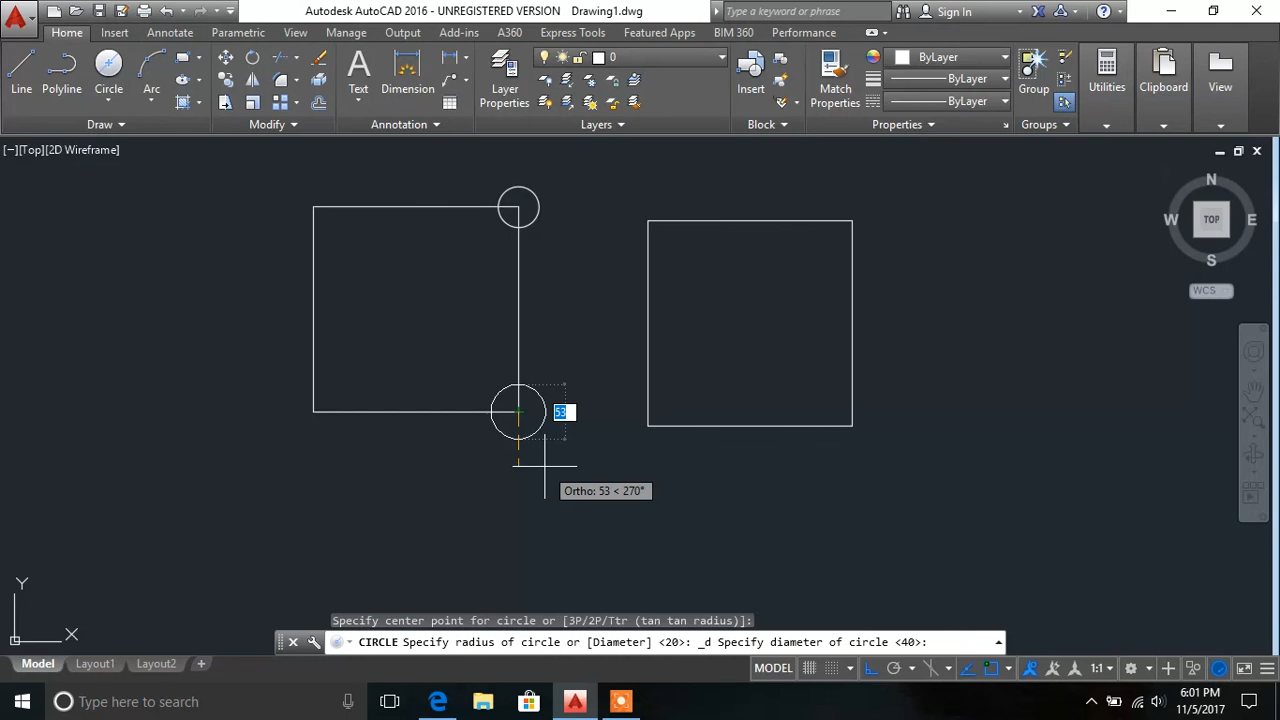 Autodesk AutoCAD 2016 - UNREGISTERED VERSION Drawing1.dwg
Type a keyword or phrase
Sign In
Home Insert Annotate Parametric View Manage Output Add-ins A360 Express Tools Featured Apps BIM 360 Performance
0
ByLayer
ByLayer
ByLayer
Line Polyline Circle Arc Text Dimension Layer Properties Insert Match Properties Group Utilities Clipboard View
Draw Modify Annotation Layers Block Properties Groups
[−][Top][2D Wireframe]
N
W TOP E
S
WCS
53
Ortho: 53 < 270°
Y
X
Specify center point for circle or [3P/2P/Ttr (tan tan radius)]:
CIRCLE Specify radius of circle or [Diameter] <20>: _d Specify diameter of circle <40>:
Model Layout1 Layout2 +
MODEL 1:1
Type here to search
6:01 PM
11/5/2017